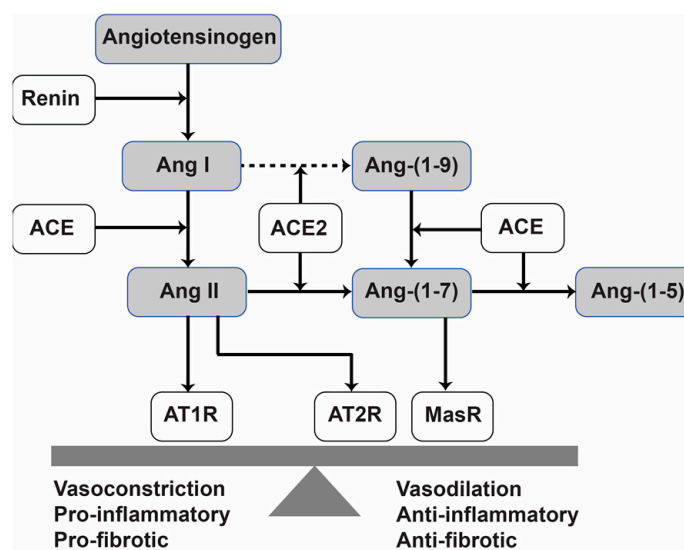 Angiotensinogen
Renin
Ang I
Ang-(1-9)
ACE
ACE2
ACE
Ang II
Ang-(1-7)
Ang-(1-5)
AT1R
AT2R
MasR
Vasoconstriction
Pro-inflammatory
Pro-fibrotic
Vasodilation
Anti-inflammatory
Anti-fibrotic